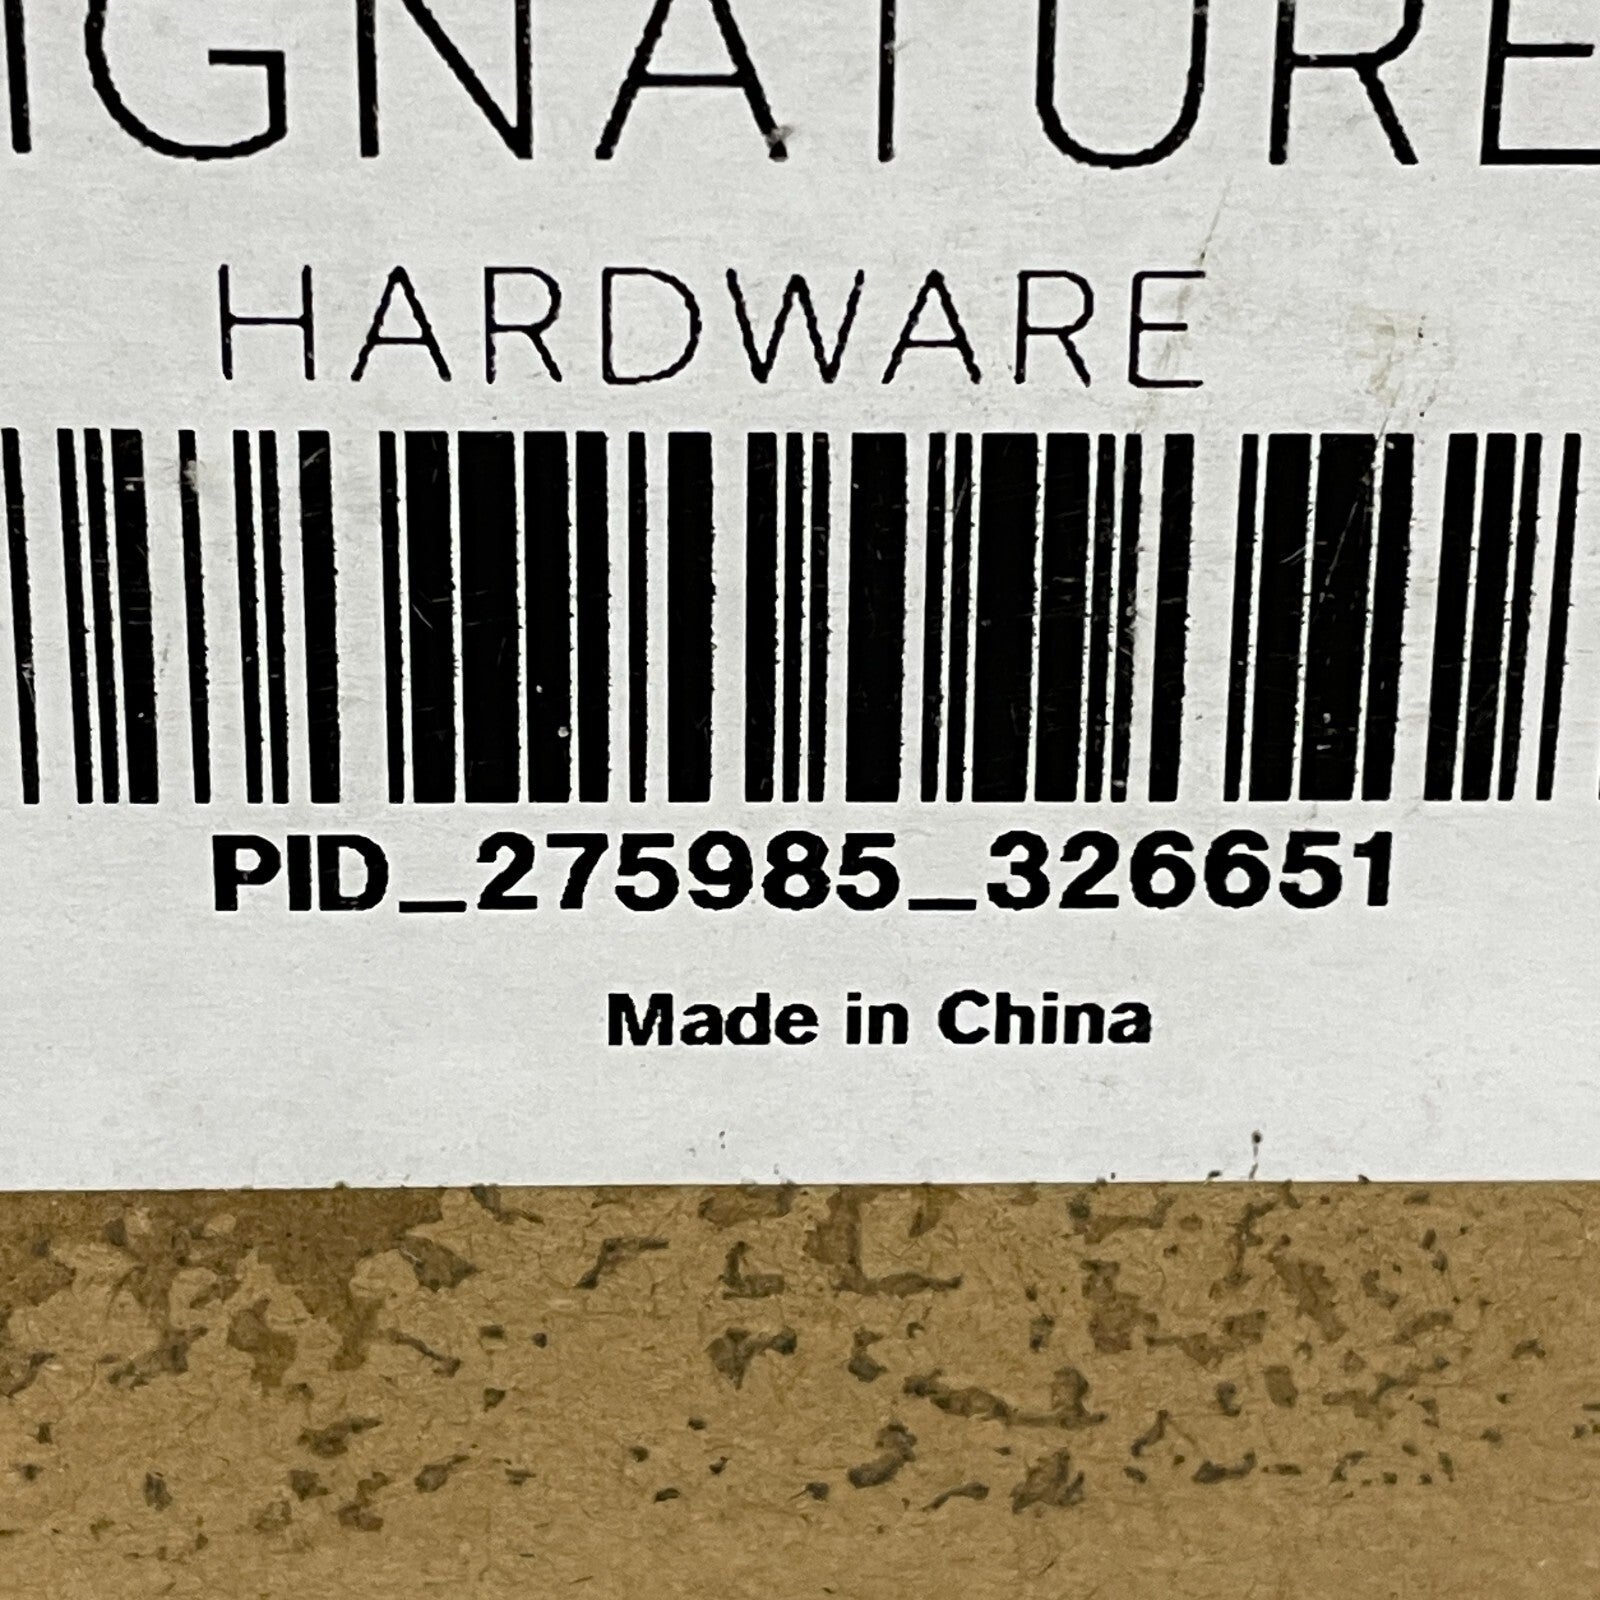 IGNATURE
HARDWARE
PID_275985_326651
Made in China